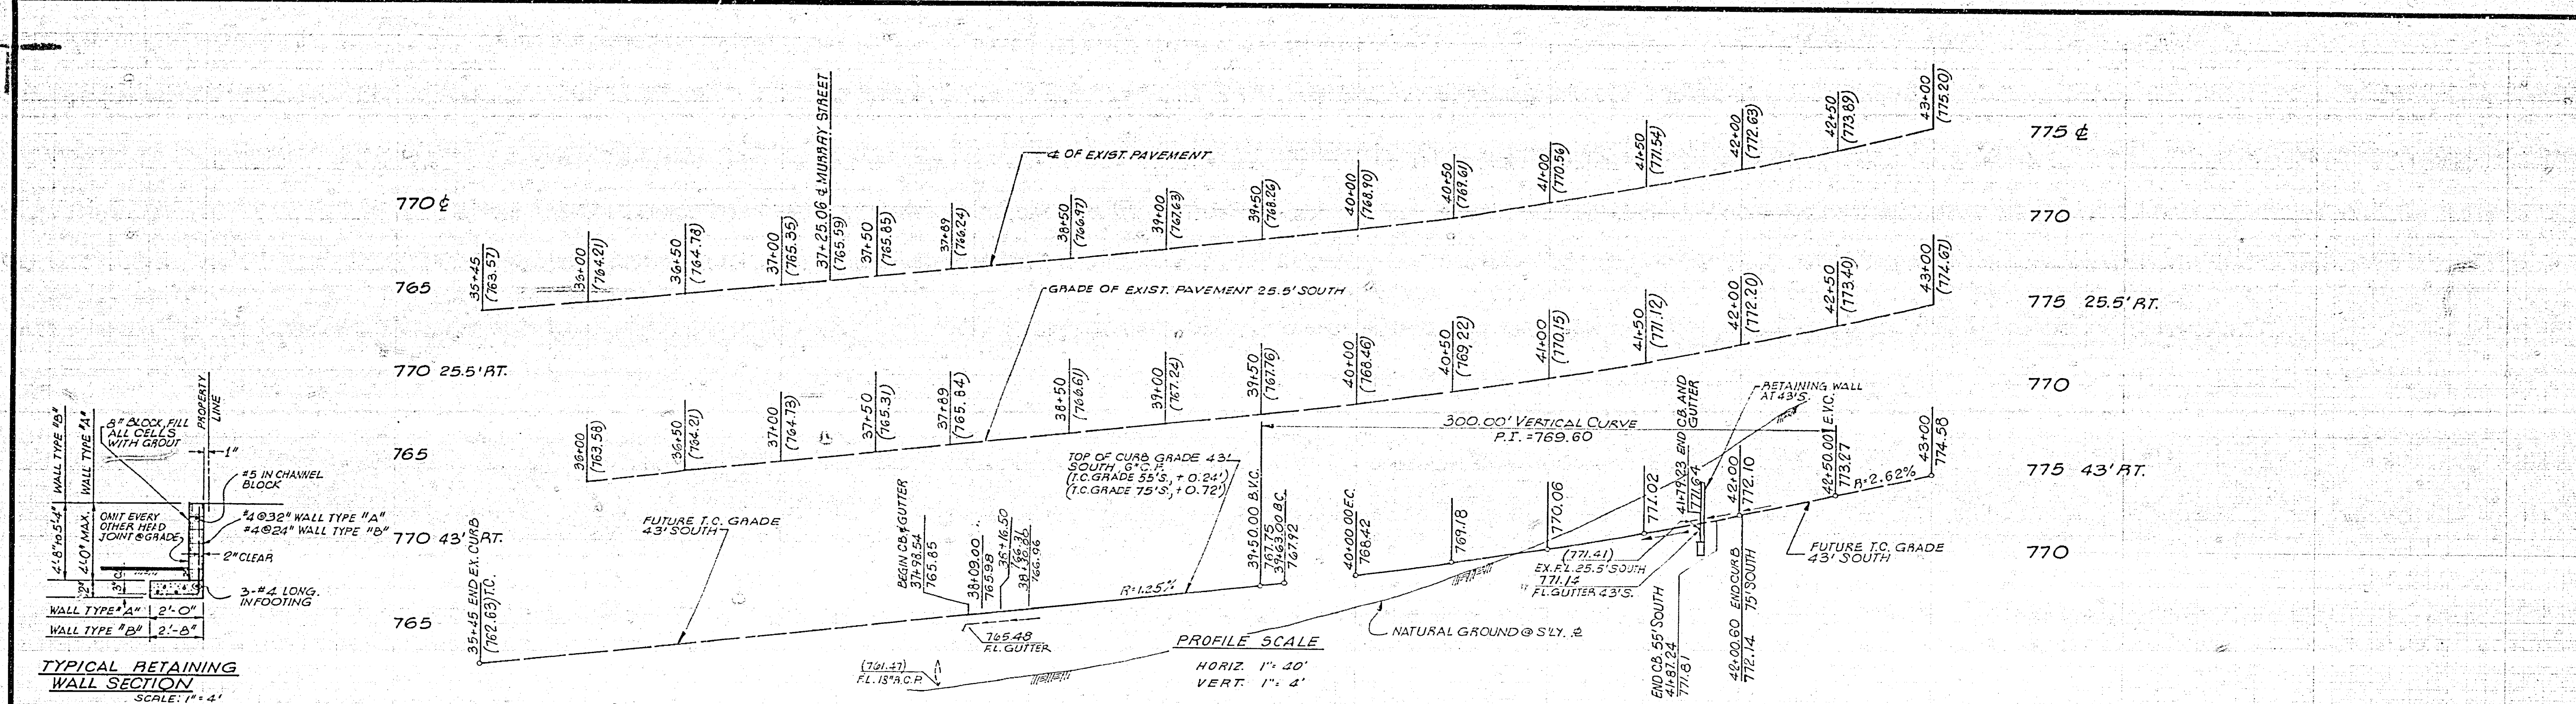 770 ℄
765
35+45
(763.57)
36+00
(764.21)
36+50
(764.78)
37+00
(765.35)
37+25.06 ℄ MURRAY STREET
(765.59)
37+50
(765.85)
37+89
(766.24)
38+50
(766.97)
39+00
(767.63)
39+50
(768.26)
40+00
(768.90)
40+50
(769.61)
41+00
(770.56)
41+50
(771.54)
42+00
(772.63)
42+50
(773.89)
43+00
(775.20)
775 ℄
770
℄ OF EXIST. PAVEMENT
GRADE OF EXIST. PAVEMENT 25.5' SOUTH
770 25.5' RT.
765
36+00
(763.58)
36+50
(764.21)
37+00
(764.73)
37+50
(765.31)
37+89
(765.84)
38+50
(766.61)
39+00
(767.24)
39+50
(767.76)
40+00
(768.46)
40+50
(769.22)
41+00
(770.15)
41+50
(771.12)
42+00
(772.20)
42+50
(773.40)
43+00
(774.67)
775 25.5' RT.
770
770 43' RT.
765
35+45 END EX. CURB
(762.63) T.C.
FUTURE T.C. GRADE
43' SOUTH
BEGIN CB. & GUTTER
37+98.54
765.85
38+09.00
765.98
38+30.00
766.96
765.48
F.L. GUTTER
(761.47)
F.L. 18" R.C.P.
TOP OF CURB GRADE 43'
SOUTH, 6" C.F.
(T.C. GRADE 55' S., + 0.24')
(T.C. GRADE 75' S., + 0.72')
R=1.25%
39+50.00 B.V.C.
767.75
39+63.00 B.C.
767.92
300.00' VERTICAL CURVE
P.I. = 769.60
40+00.00 E.C.
768.42
769.18
770.06
771.02
41+79.23 END CB. AND
GUTTER
771.64
RETAINING WALL
AT 43' S.
42+00
772.10
42+50.00 E.V.C.
773.27
R=2.62%
43+00
774.58
775 43' RT.
770
(771.41)
EX. F.L. 25.5' SOUTH
771.14
F.L. GUTTER 43' S.
FUTURE T.C. GRADE
43' SOUTH
END CB. 55' SOUTH
41+87.24
771.81
42+00.60 END CURB
772.14 75' SOUTH
NATURAL GROUND @ S'LY. ℄
PROFILE SCALE
HORIZ. 1"= 40'
VERT. 1"= 4'
PROPERTY
LINE
8" BLOCK, FILL
ALL CELLS
WITH GROUT
1"
#5 IN CHANNEL
BLOCK
#4@32" WALL TYPE "A"
#4@24" WALL TYPE "B"
OMIT EVERY
OTHER HEAD
JOINT @ GRADE
2" CLEAR
3-#4 LONG.
IN FOOTING
4'-8" to 5'4" WALL TYPE "B"
4'-0" MAX. WALL TYPE "A"
WALL TYPE "A" 2'-0"
WALL TYPE "B" 2'-8"
TYPICAL RETAINING
WALL SECTION
SCALE: 1"=4'